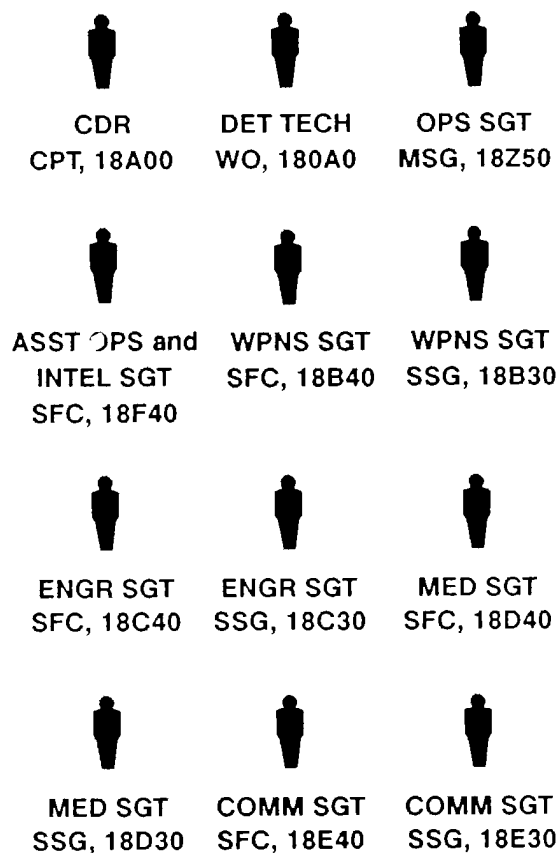 CDR
CPT, 18A00
DET TECH
WO, 180A0
OPS SGT
MSG, 18Z50
ASST OPS and
INTEL SGT
SFC, 18F40
WPNS SGT
SFC, 18B40
WPNS SGT
SSG, 18B30
ENGR SGT
SFC, 18C40
ENGR SGT
SSG, 18C30
MED SGT
SFC, 18D40
MED SGT
SSG, 18D30
COMM SGT
SFC, 18E40
COMM SGT
SSG, 18E30